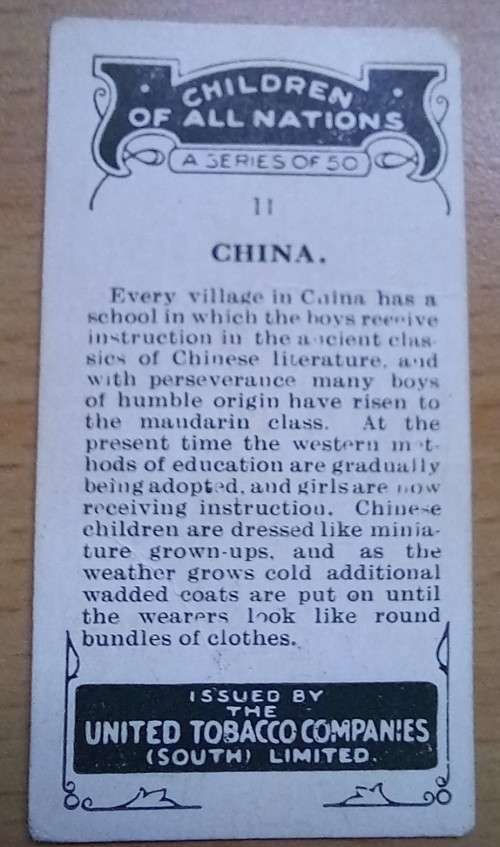 CHILDREN
OF ALL NATIONS
A SERIES OF 50
11
CHINA.
Every village in China has a
school in which the boys receive
instruction in the ancient clas-
sics of Chinese literature, and
with perseverance many boys
of humble origin have risen to
the mandarin class. At the
present time the western met-
hods of education are gradually
being adopted, and girls are now
receiving instruction. Chinese
children are dressed like minia-
ture grown-ups, and as the
weather grows cold additional
wadded coats are put on until
the wearers look like round
bundles of clothes.
ISSUED BY
THE
UNITED TOBACCO COMPANIES
(SOUTH) LIMITED.